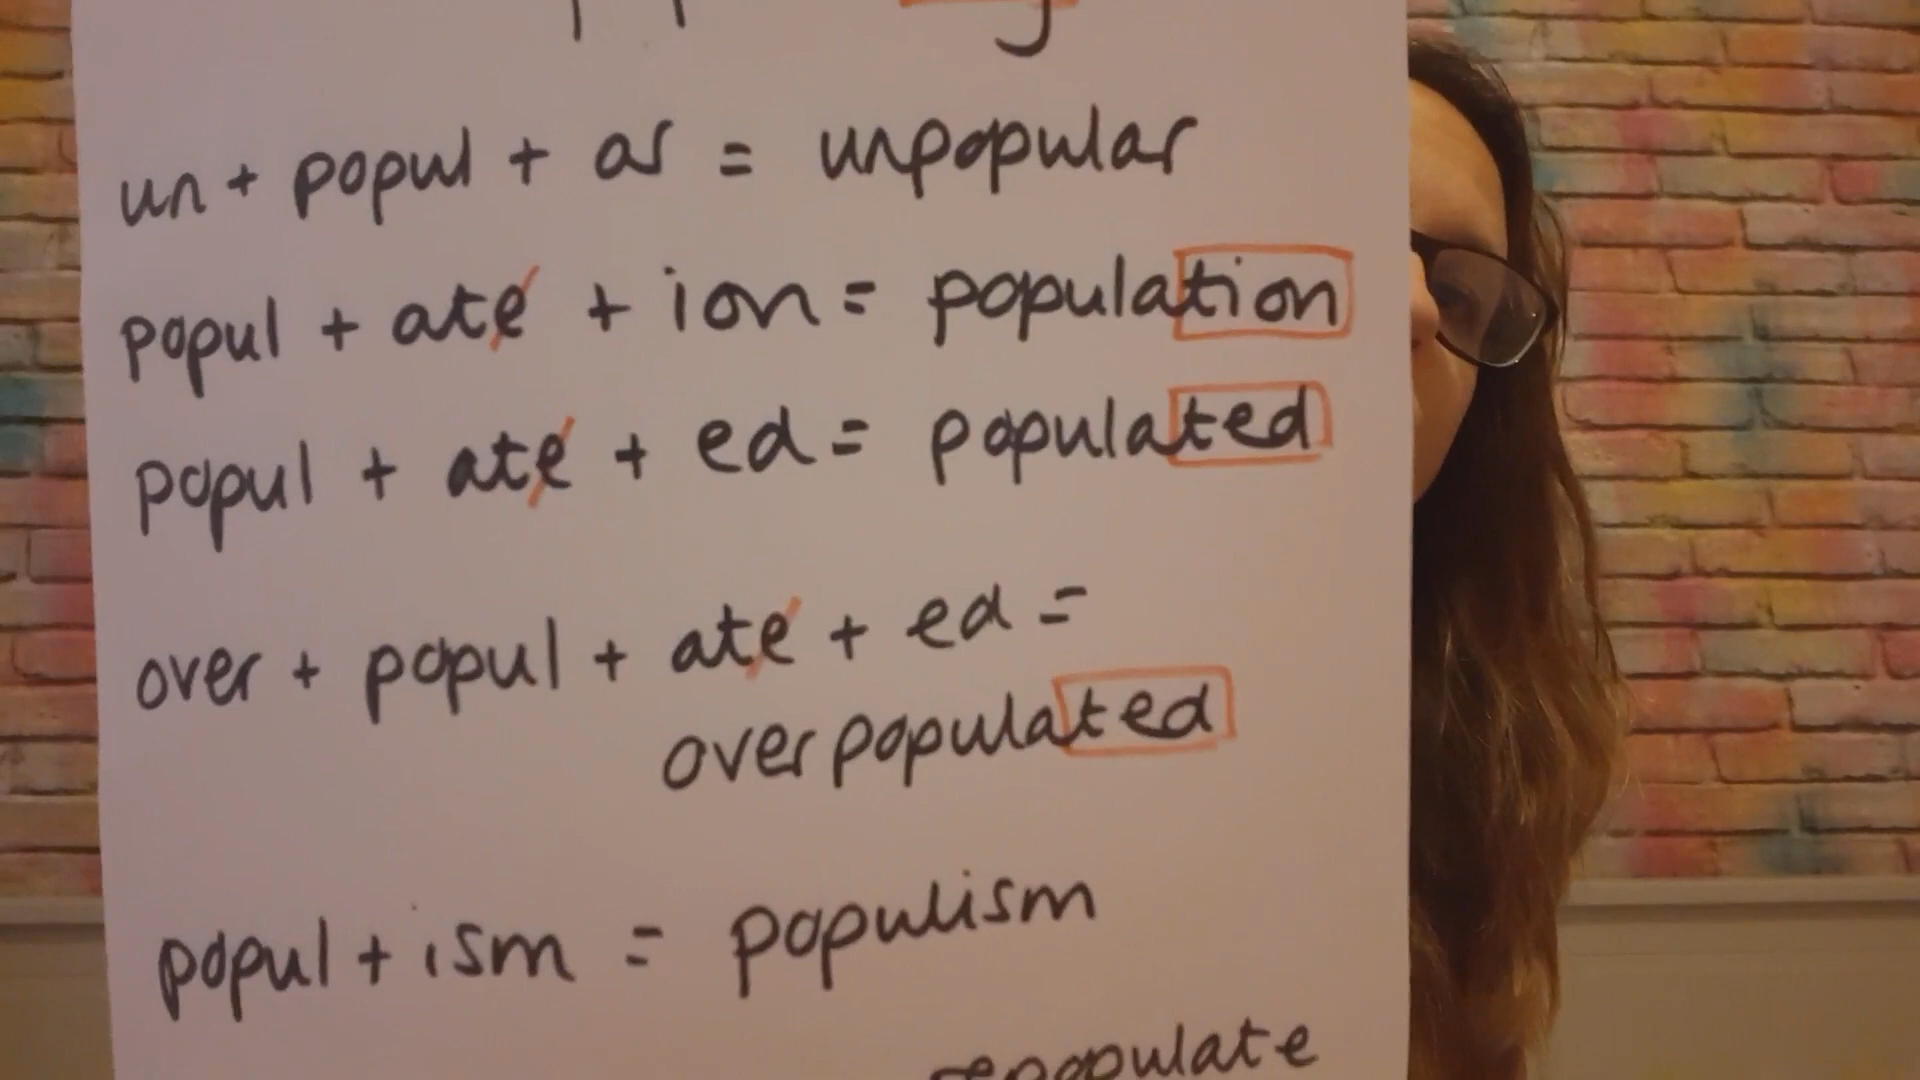 un + popul + ar = unpopular
popul + ate + ion = population
popul + ate + ed = populated
over + popul + ate + ed =
overpopulated
popul + ism = populism
repopulate